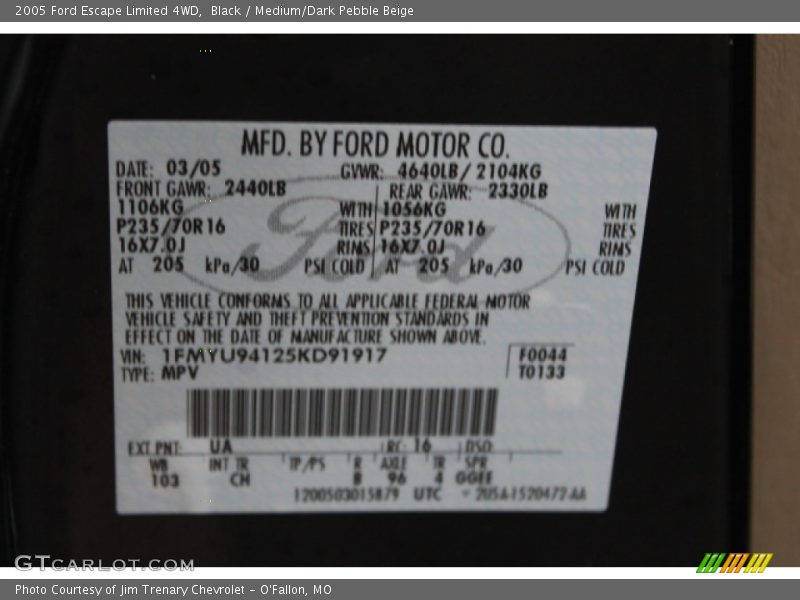 2005 Ford Escape Limited 4WD, Black / Medium/Dark Pebble Beige
MFD. BY FORD MOTOR CO.
DATE: 03/05 GVWR: 4640LB/ 2104KG
FRONT GAWR: 2440LB REAR GAWR: 2330LB
1106KG WITH 1056KG WITH
P235/70R16 TIRES P235/70R16 TIRES
16X7.0J RIMS 16X7.0J RIMS
AT 205 kPa/30 PSI COLD AT 205 kPa/30 PSI COLD
Ford
THIS VEHICLE CONFORMS TO ALL APPLICABLE FEDERAL MOTOR
VEHICLE SAFETY AND THEFT PREVENTION STANDARDS IN
EFFECT ON THE DATE OF MANUFACTURE SHOWN ABOVE.
VIN: 1FMYU94125KD91917 F0044
TYPE: MPV T0133
EXT PNT: UA RC: 16 DSO:
WB INT TR TP/PS R AXLE TR SPR
103 CH B 96 4 GGEE
1200503015879 UTC 2U5A-1520472-AA
GTCARLOT.COM
Photo Courtesy of Jim Trenary Chevrolet - O'Fallon, MO